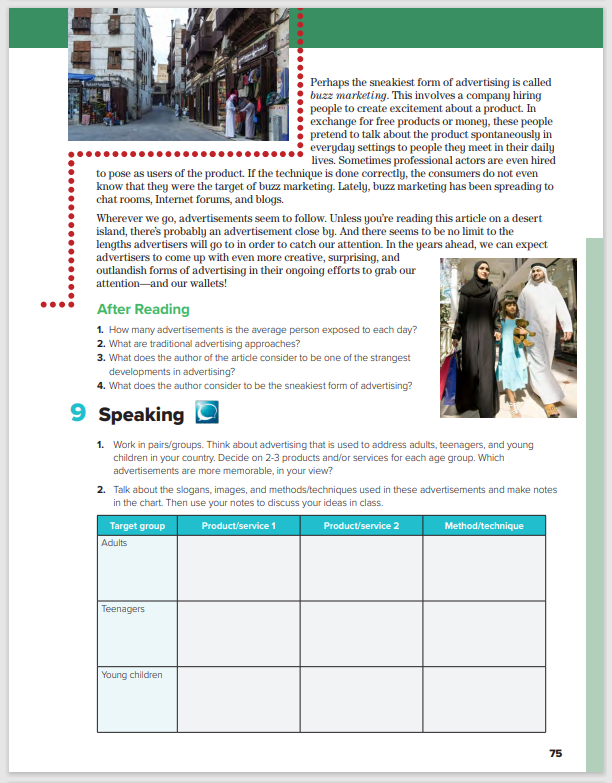 Perhaps the sneakiest form of advertising is called
buzz marketing. This involves a company hiring
people to create excitement about a product. In
exchange for free products or money, these people
pretend to talk about the product spontaneously in
everyday settings to people they meet in their daily
lives. Sometimes professional actors are even hired
to pose as users of the product. If the technique is done correctly, the consumers do not even
know that they were the target of buzz marketing. Lately, buzz marketing has been spreading to
chat rooms, Internet forums, and blogs.
Wherever we go, advertisements seem to follow. Unless you're reading this article on a desert
island, there's probably an advertisement close by. And there seems to be no limit to the
lengths advertisers will go to in order to catch our attention. In the years ahead, we can expect
advertisers to come up with even more creative, surprising, and
outlandish forms of advertising in their ongoing efforts to grab our
attention—and our wallets!
After Reading
1. How many advertisements is the average person exposed to each day?
2. What are traditional advertising approaches?
3. What does the author of the article consider to be one of the strangest
developments in advertising?
4. What does the author consider to be the sneakiest form of advertising?
9 Speaking
1. Work in pairs/groups. Think about advertising that is used to address adults, teenagers, and young
children in your country. Decide on 2-3 products and/or services for each age group. Which
advertisements are more memorable, in your view?
2. Talk about the slogans, images, and methods/techniques used in these advertisements and make notes
in the chart. Then use your notes to discuss your ideas in class.
Target group Product/service 1 Product/service 2 Method/technique
Adults
Teenagers
Young children
75